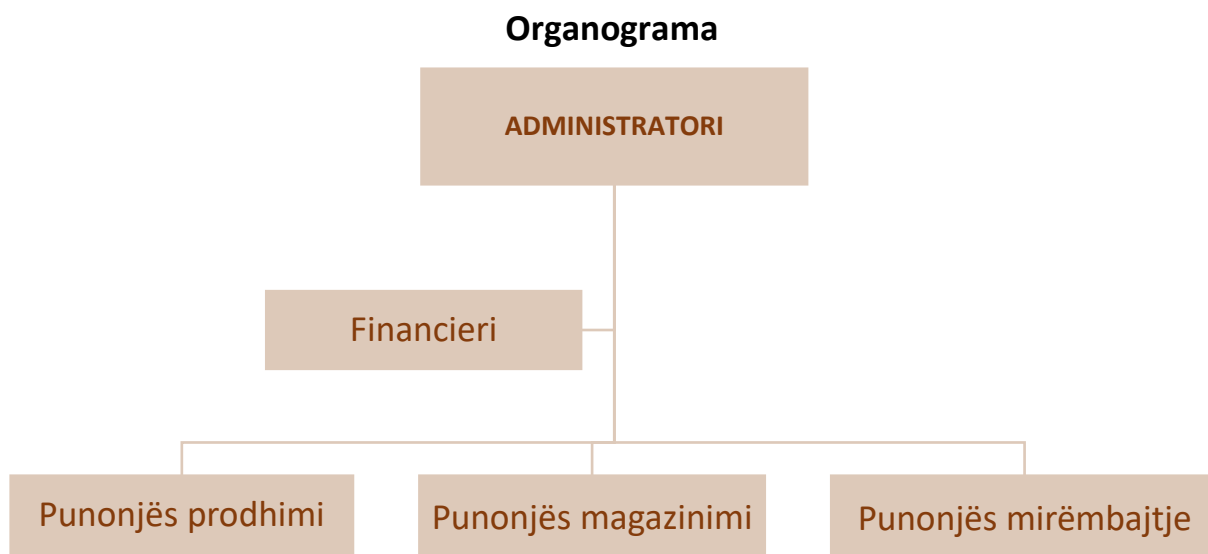 Organograma
ADMINISTRATORI
Financieri
Punonjës prodhimi
Punonjës magazinimi
Punonjës mirëmbajtje